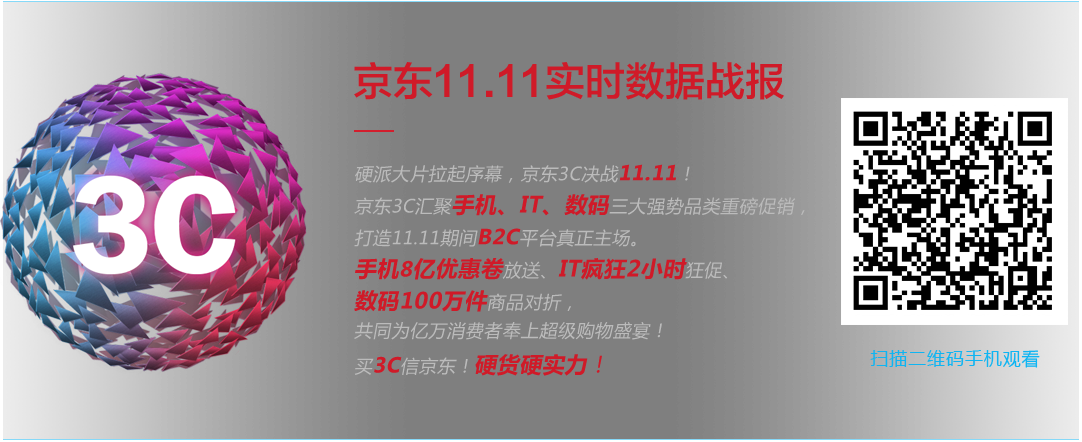 3C
京东11.11实时数据战报
硬派大片拉起序幕，京东3C决战11.11！
京东3C汇聚手机、IT、数码三大强势品类重磅促销，
打造11.11期间B2C平台真正主场。
手机8亿优惠卷放送、IT疯狂2小时狂促、
数码100万件商品对折，
共同为亿万消费者奉上超级购物盛宴！
买3C信京东！硬货硬实力！
扫描二维码手机观看